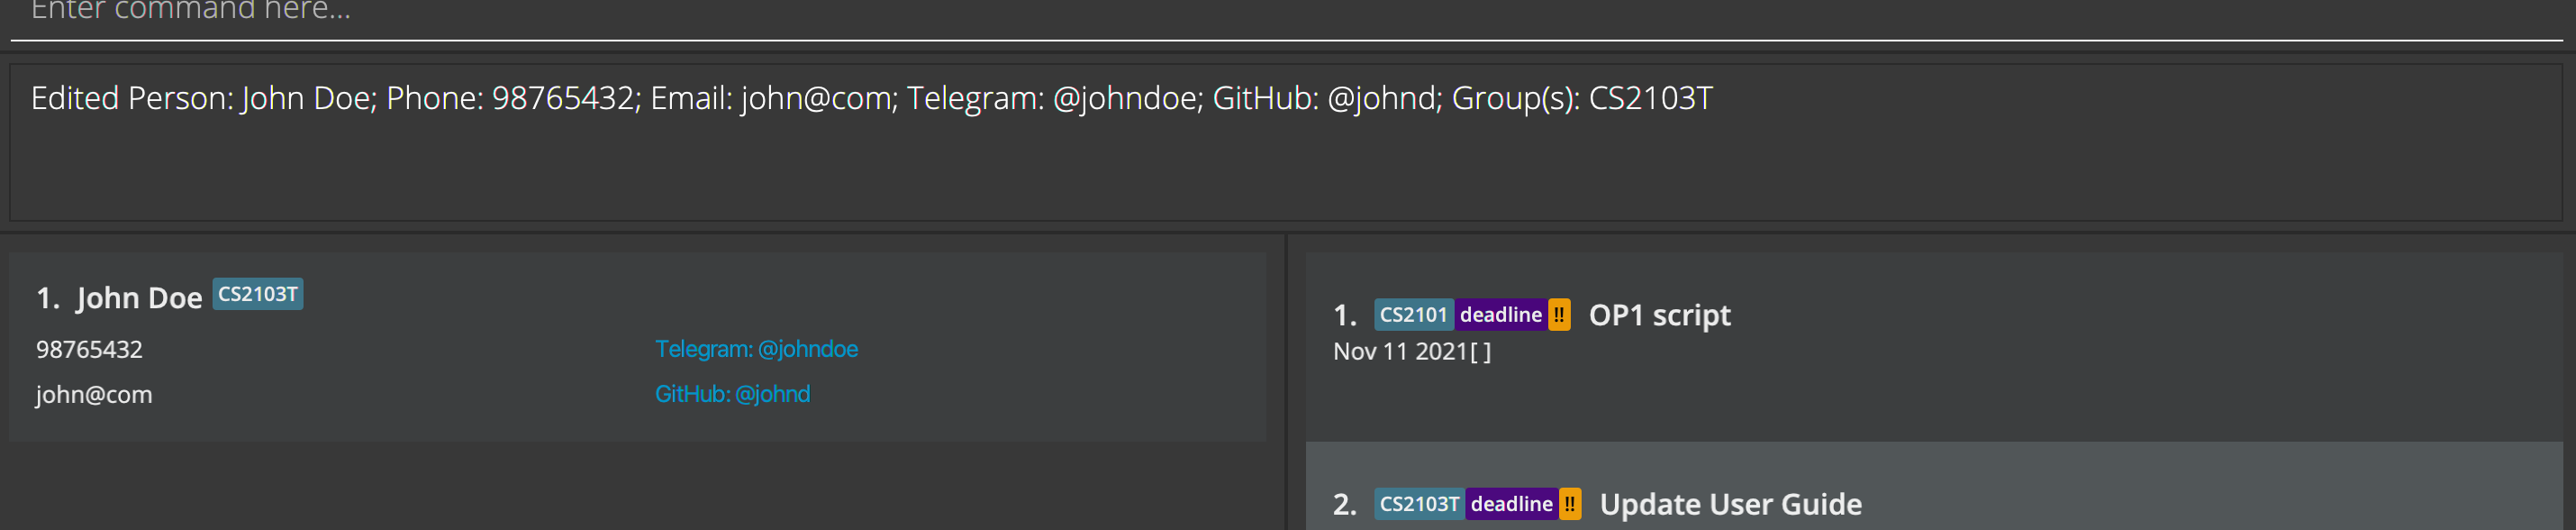 Enter command here...
Edited Person: John Doe; Phone: 98765432; Email: john@com; Telegram: @johndoe; GitHub: @johnd; Group(s): CS2103T
1. John Doe CS2103T
98765432 Telegram: @johndoe
john@com GitHub: @johnd
1. CS2101 deadline !! OP1 script
Nov 11 2021[ ]
2. CS2103T deadline !! Update User Guide